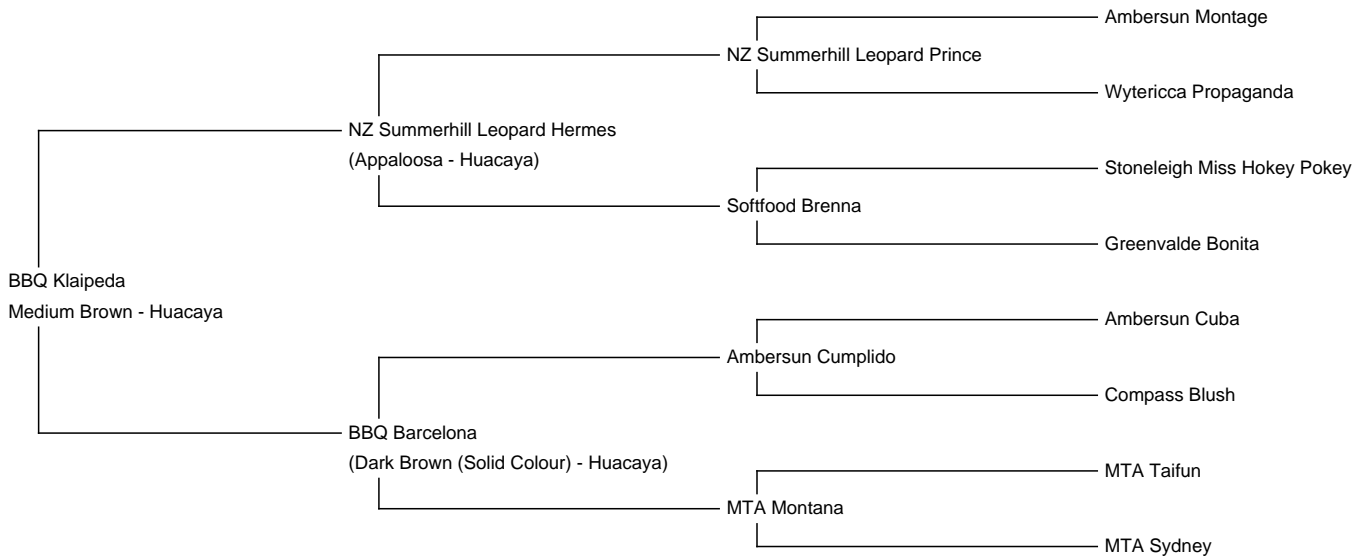 Ambersun Montage
NZ Summerhill Leopard Prince
Wytericca Propaganda
NZ Summerhill Leopard Hermes
(Appaloosa - Huacaya)
Stoneleigh Miss Hokey Pokey
Softfood Brenna
Greenvalde Bonita
BBQ Klaipeda
Medium Brown - Huacaya
Ambersun Cuba
Ambersun Cumplido
Compass Blush
BBQ Barcelona
(Dark Brown (Solid Colour) - Huacaya)
MTA Taifun
MTA Montana
MTA Sydney